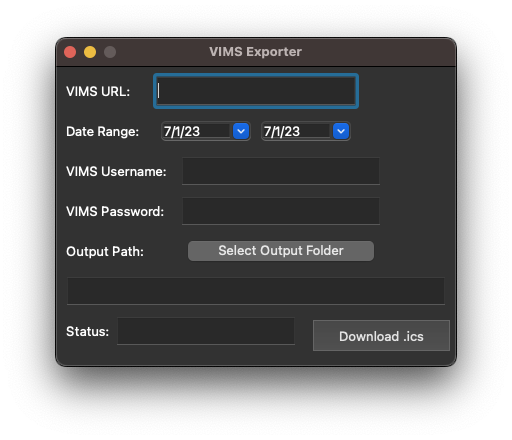 VIMS Exporter
VIMS URL:
Date Range: 7/1/23 7/1/23
VIMS Username:
VIMS Password:
Output Path: Select Output Folder
Status: Download .ics